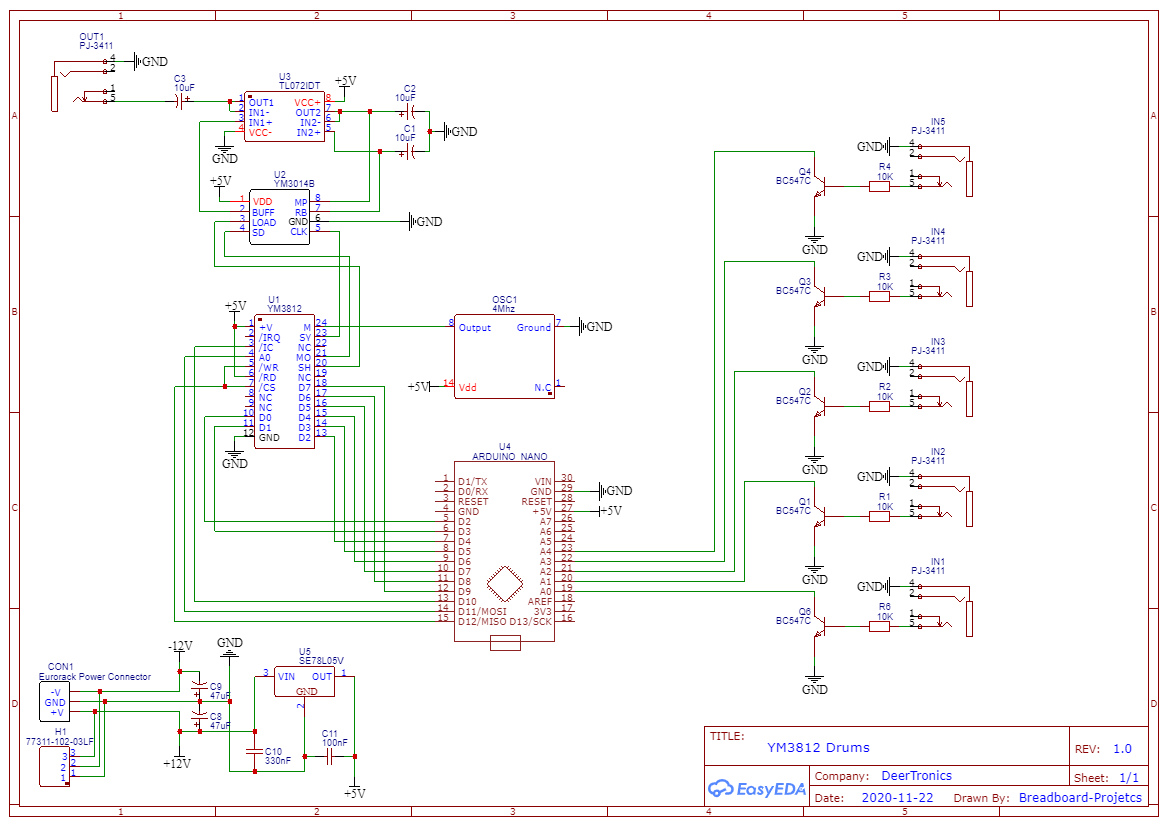 1 2 3 4 5
A B C D
OUT1
PJ-3411
4
2
1
5
GND
C3
10uF
U3
TL072IDT
1 OUT1 VCC+ 8
2 IN1- OUT2 7
3 IN1+ IN2- 6
4 VCC- IN2+ 5
+5V
GND
C2
10uF
C1
10uF
GND
U2
YM3014B
+5V
1 VDD MP 8
2 BUFF RB 7
3 LOAD GND 6
4 SD CLK 5
GND
U1
YM3812
+5V
1 +V M 24
2 /IRQ SY 23
3 /IC NC 22
4 A0 MO 21
5 /WR SH 20
6 /RD NC 19
7 /CS D7 18
8 NC D6 17
9 NC D5 16
10 D0 D4 15
11 D1 D3 14
12 GND D2 13
GND
OSC1
4Mhz
8 Output Ground 7
GND
+5V 14 Vdd N.C 1
U4
ARDUINO_NANO
1 D1/TX VIN 30
2 D0/RX GND 29
3 RESET RESET 28
4 GND +5V 27
5 D2 A7 26
6 D3 A6 25
7 D4 A5 24
8 D5 A4 23
9 D6 A3 22
10 D7 A2 21
11 D8 A1 20
12 D9 A0 19
13 D10 AREF 18
14 D11/MOSI 3V3 17
15 D12/MISO D13/SCK 16
GND
+5V
IN5
PJ-3411
GND 4
2
Q4
BC547C
R4
10K
1
5
GND
IN4
PJ-3411
GND 4
2
Q3
BC547C
R3
10K
1
5
GND
IN3
PJ-3411
GND 4
2
Q2
BC547C
R2
10K
1
5
GND
IN2
PJ-3411
GND 4
2
Q1
BC547C
R1
10K
1
5
GND
IN1
PJ-3411
GND 4
2
Q6
BC547C
R6
10K
1
5
GND
-12V
GND
CON1
Eurorack Power Connector
-V
GND
+V
H1
77311-102-03LF
3 3
2 2
1 1
C9
47uF
C8
47uF
+12V
U5
SE78L05V
3 VIN OUT 1
GND
2
C10
330nF
C11
100nF
+5V
TITLE:
YM3812 Drums
REV: 1.0
EasyEDA
Company: DeerTronics
Sheet: 1/1
Date: 2020-11-22 Drawn By: Breadboard-Projetcs
1 2 3 4 5
A B C D